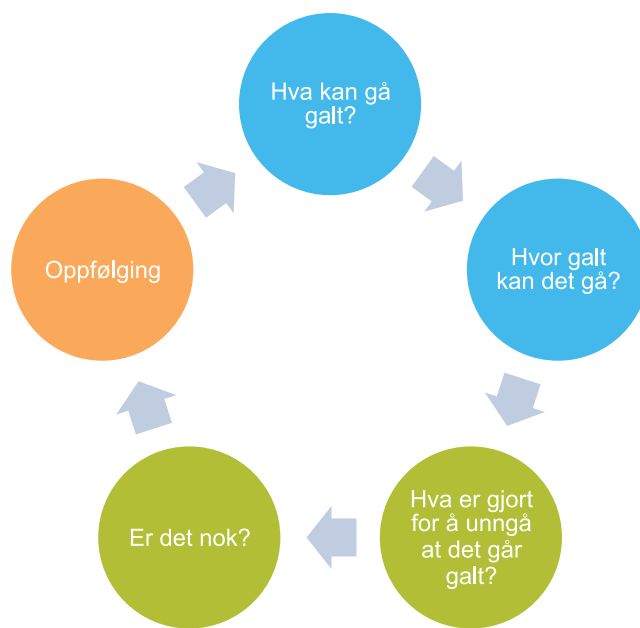 Hva kan gå
galt?
Hvor galt
kan det gå?
Hva er gjort
for å unngå
at det går
galt?
Er det nok?
Oppfølging